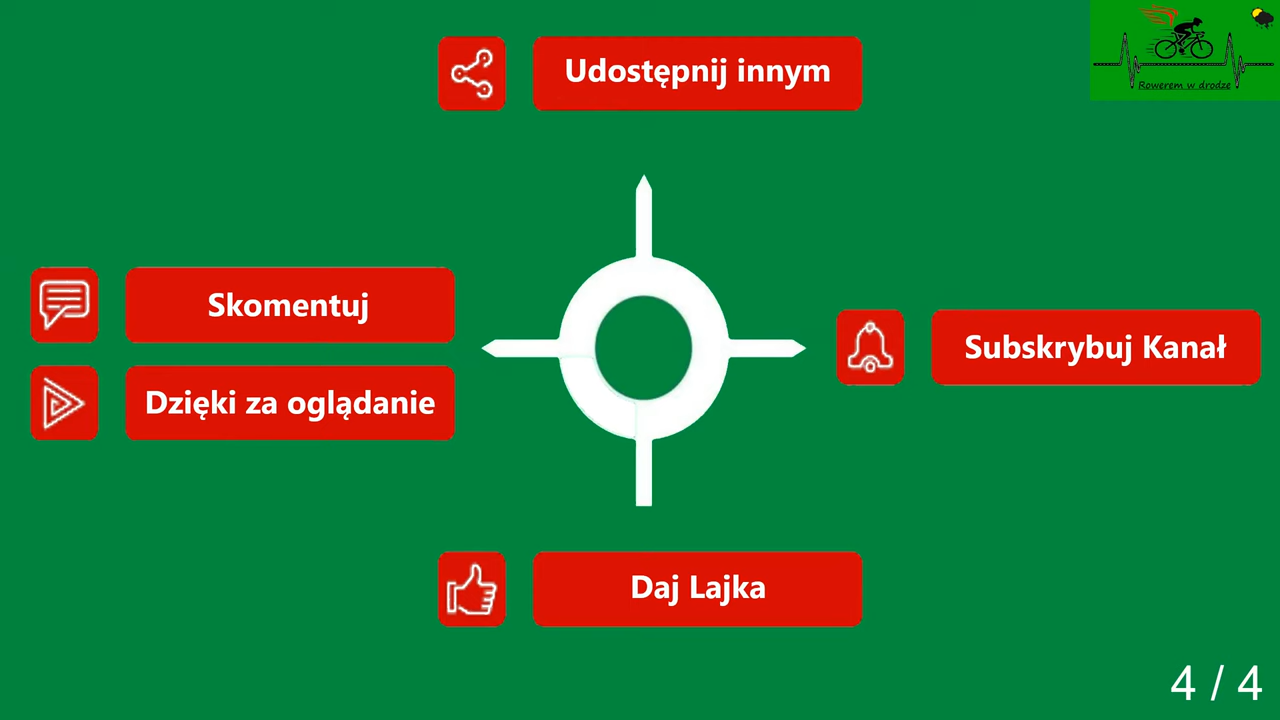 Udostępnij innym
Rowerem w drodze
Skomentuj
Subskrybuj Kanał
Dzięki za oglądanie
Daj Lajka
4 / 4